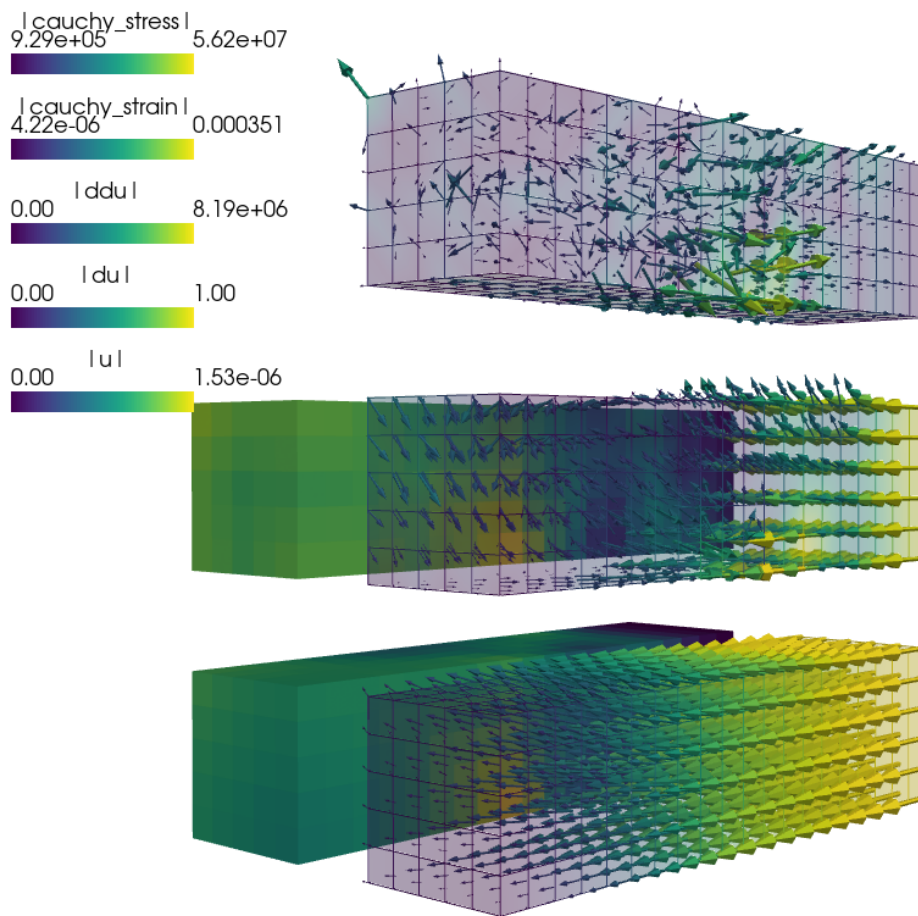 |cauchy_stress|
9.29e+05 5.62e+07
|cauchy_strain|
4.22e-06 0.000351
|ddu|
0.00 8.19e+06
|du|
0.00 1.00
|u|
0.00 1.53e-06